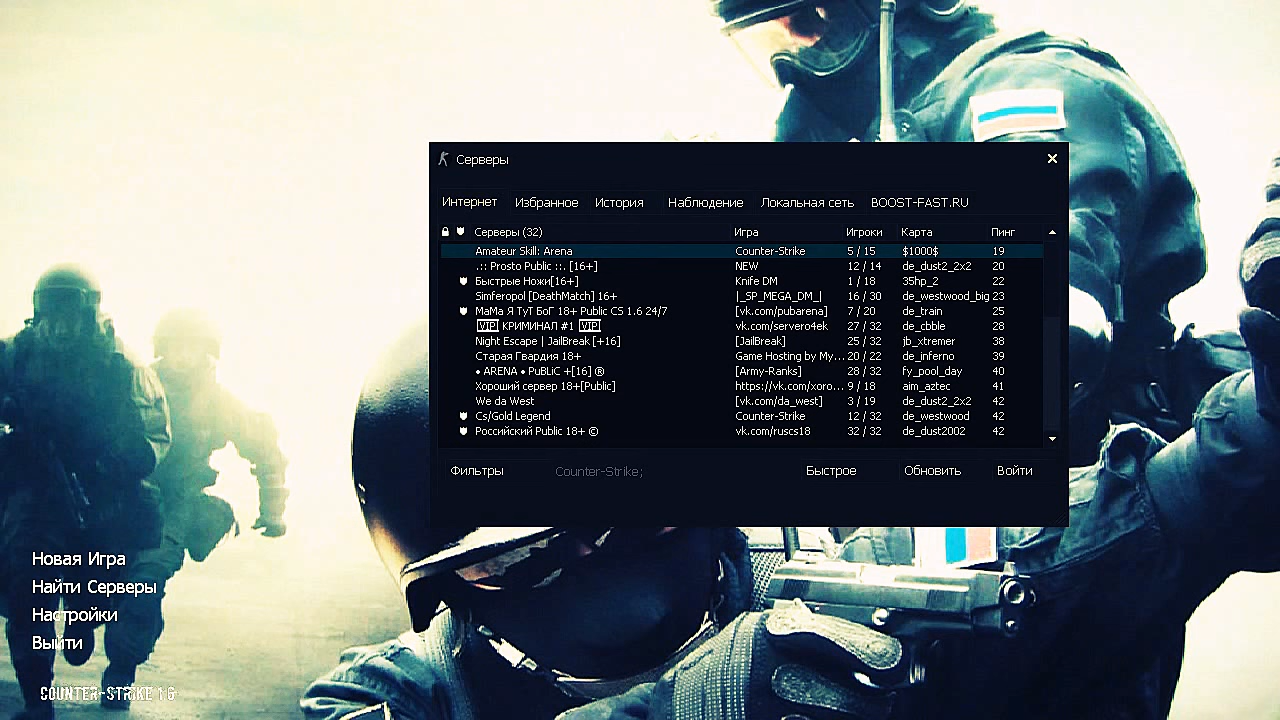 Серверы
Интернет Избранное История Наблюдение Локальная сеть BOOST-FAST.RU
Серверы (32) Игра Игроки Карта Пинг
Amateur Skill: Arena Counter-Strike 5 / 15 $1000$ 19
.:: Prosto Public ::. [16+] NEW 12 / 14 de_dust2_2x2 20
Быстрые Ножи[16+] Knife DM 1 / 18 35hp_2 22
Simferopol [DeathMatch] 16+ |_SP_MEGA_DM_| 16 / 30 de_westwood_big 23
МаМа Я ТуТ БоГ 18+ Public CS 1.6 24/7 [vk.com/pubarena] 7 / 20 de_train 25
VIP КРИМИНАЛ #1 VIP vk.com/servero4ek 27 / 32 de_cbble 28
Night Escape | JailBreak [+16] [JailBreak] 25 / 32 jb_xtremer 38
Старая Гвардия 18+ Game Hosting by My... 20 / 22 de_inferno 39
• ARENA • PuBLiC +[16] ® [Army-Ranks] 28 / 32 fy_pool_day 40
Хороший сервер 18+[Public] https://vk.com/xoro... 9 / 18 aim_aztec 41
We da West [vk.com/da_west] 3 / 19 de_dust2_2x2 42
Cs/Gold Legend Counter-Strike 12 / 32 de_westwood 42
Российский Public 18+ © vk.com/ruscs18 32 / 32 de_dust2002 42
Фильтры Counter-Strike; Быстрое Обновить Войти
Новая Игра
Найти Серверы
Настройки
Выйти
COUNTER-STRIKE 1 6